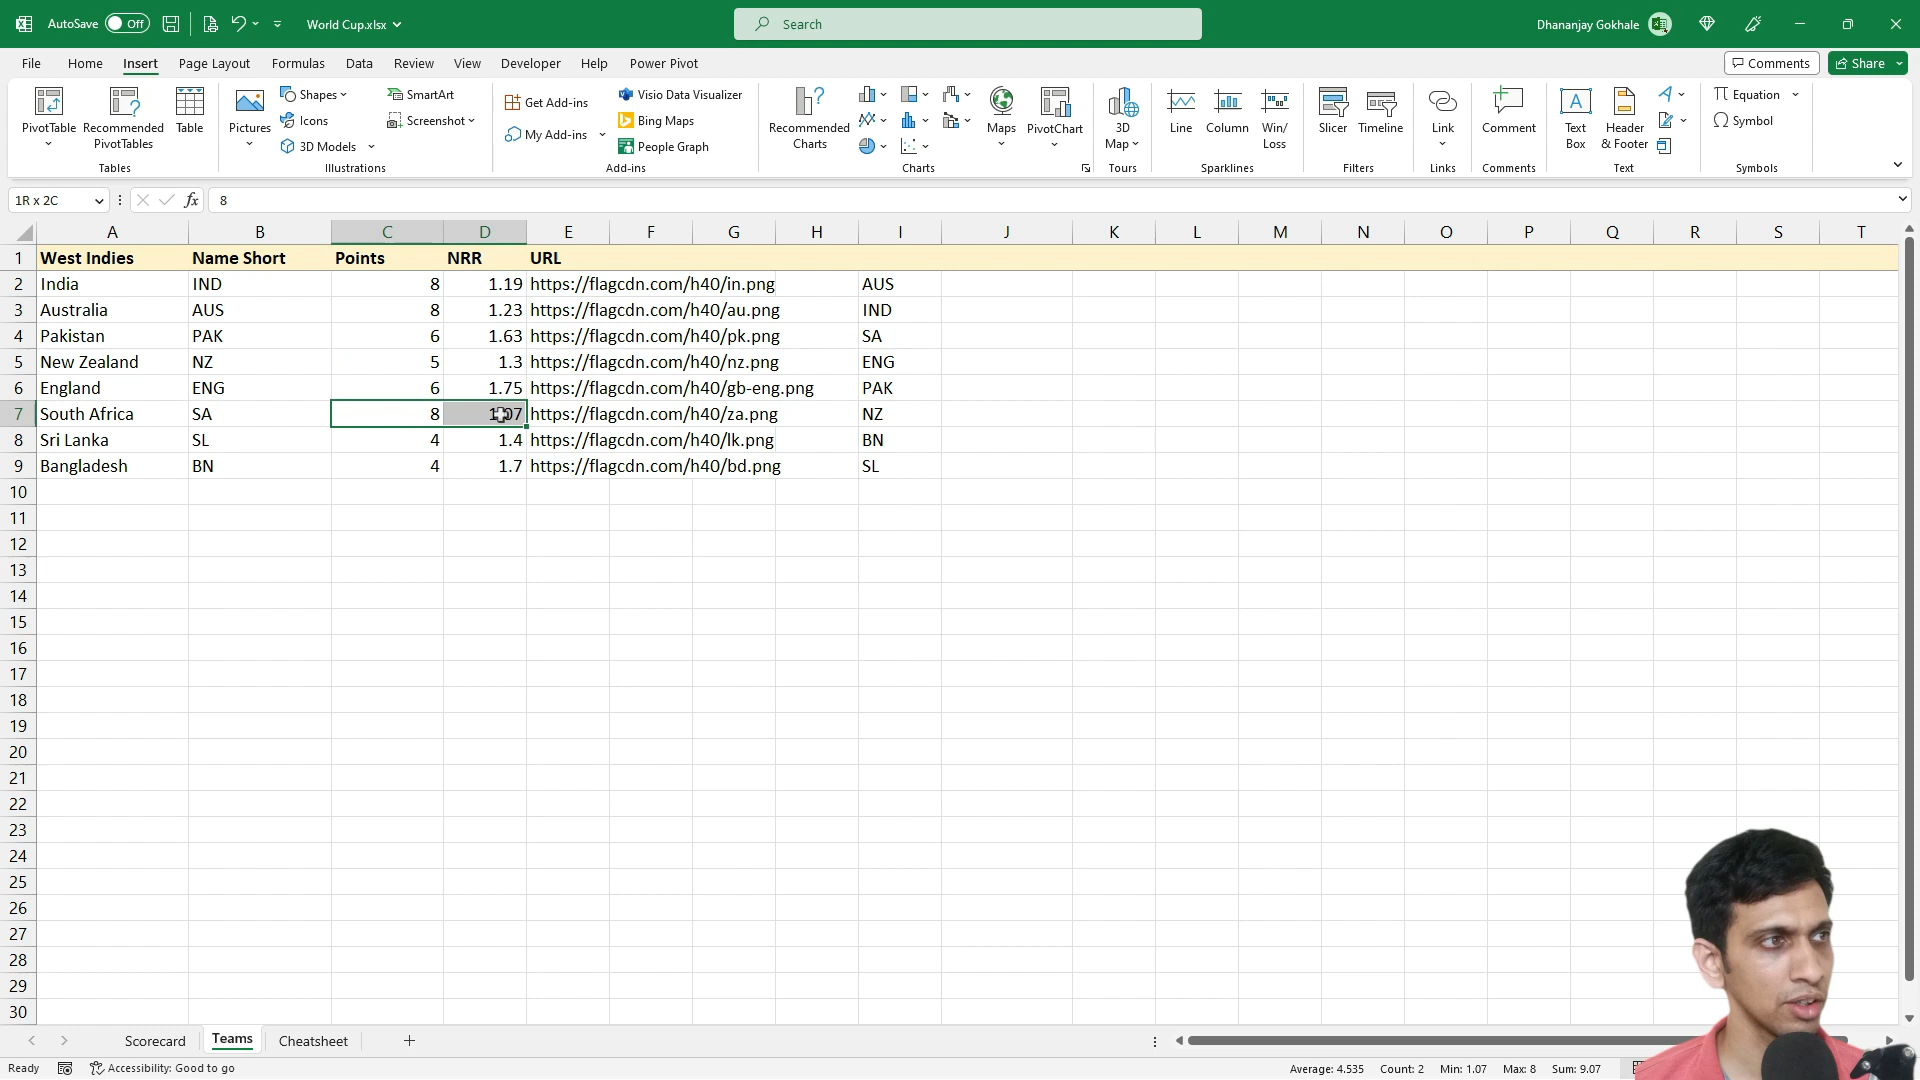 AutoSave Off World Cup.xlsx Search Dhananjay Gokhale
File Home Insert Page Layout Formulas Data Review View Developer Help Power Pivot Comments Share
PivotTable Recommended PivotTables Table
Tables
Pictures Shapes Icons 3D Models SmartArt Screenshot
Illustrations
Get Add-ins My Add-ins Visio Data Visualizer Bing Maps People Graph
Add-ins
Recommended Charts Maps PivotChart
Charts
3D Map
Tours
Line Column Win/Loss
Sparklines
Slicer Timeline
Filters
Link
Links
Comment
Comments
Text Box Header & Footer
Text
Equation Symbol
Symbols
1R x 2C fx 8
A B C D E F G H I J K L M N O P Q R S T
1 West Indies Name Short Points NRR URL
2 India IND 8 1.19 https://flagcdn.com/h40/in.png AUS
3 Australia AUS 8 1.23 https://flagcdn.com/h40/au.png IND
4 Pakistan PAK 6 1.63 https://flagcdn.com/h40/pk.png SA
5 New Zealand NZ 5 1.3 https://flagcdn.com/h40/nz.png ENG
6 England ENG 6 1.75 https://flagcdn.com/h40/gb-eng.png PAK
7 South Africa SA 8 1.07 https://flagcdn.com/h40/za.png NZ
8 Sri Lanka SL 4 1.4 https://flagcdn.com/h40/lk.png BN
9 Bangladesh BN 4 1.7 https://flagcdn.com/h40/bd.png SL
10
11
12
13
14
15
16
17
18
19
20
21
22
23
24
25
26
27
28
29
30
Scorecard Teams Cheatsheet
Ready Accessibility: Good to go Average: 4.535 Count: 2 Min: 1.07 Max: 8 Sum: 9.07